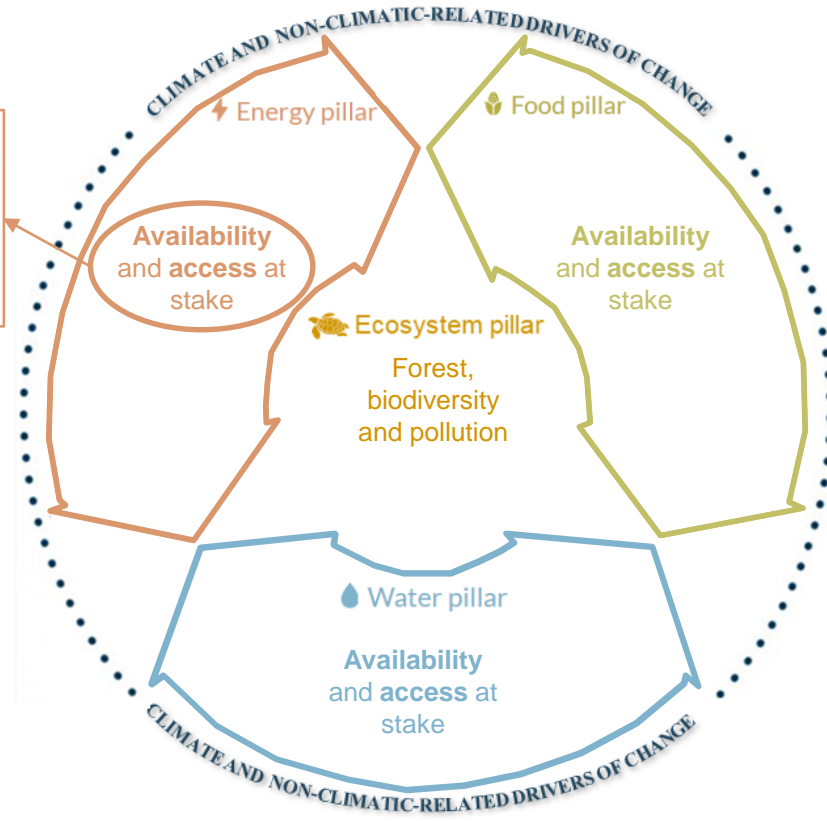 CLIMATE AND NON-CLIMATIC-RELATED DRIVERS OF CHANGE
Energy pillar
Food pillar
Availability
and access at
stake
Availability
and access at
stake
Ecosystem pillar
Forest,
biodiversity
and pollution
Water pillar
Availability
and access at
stake
CLIMATE AND NON-CLIMATIC-RELATED DRIVERS OF CHANGE